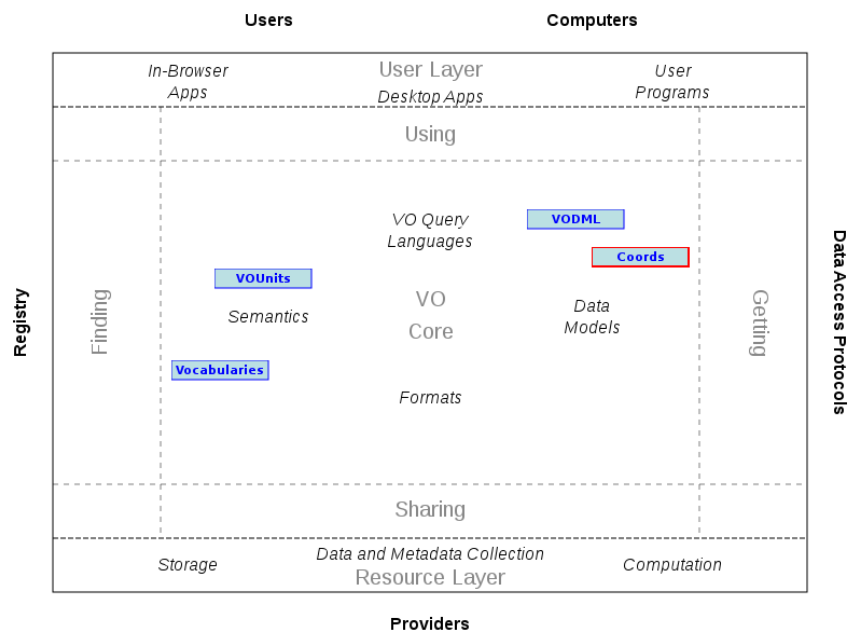 Users
Computers
In-Browser
Apps
User Layer
Desktop Apps
User
Programs
Using
VO Query
Languages
VODML
Coords
VOUnits
Semantics
VO
Core
Data
Models
Vocabularies
Formats
Registry
Finding
Getting
Data Access Protocols
Sharing
Storage
Data and Metadata Collection
Resource Layer
Computation
Providers